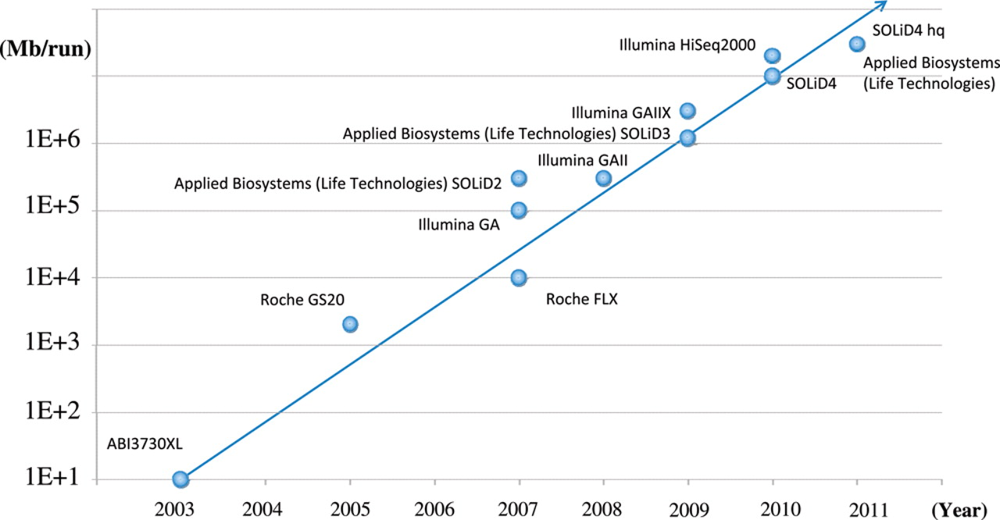 (Mb/run)
SOLiD4 hq
Illumina HiSeq2000
Applied Biosystems
(Life Technologies)
SOLiD4
Illumina GAIIX
Applied Biosystems (Life Technologies) SOLiD3
1E+6
Illumina GAII
Applied Biosystems (Life Technologies) SOLiD2
1E+5
Illumina GA
1E+4
Roche FLX
Roche GS20
1E+3
1E+2
ABI3730XL
1E+1
2003 2004 2005 2006 2007 2008 2009 2010 2011 (Year)